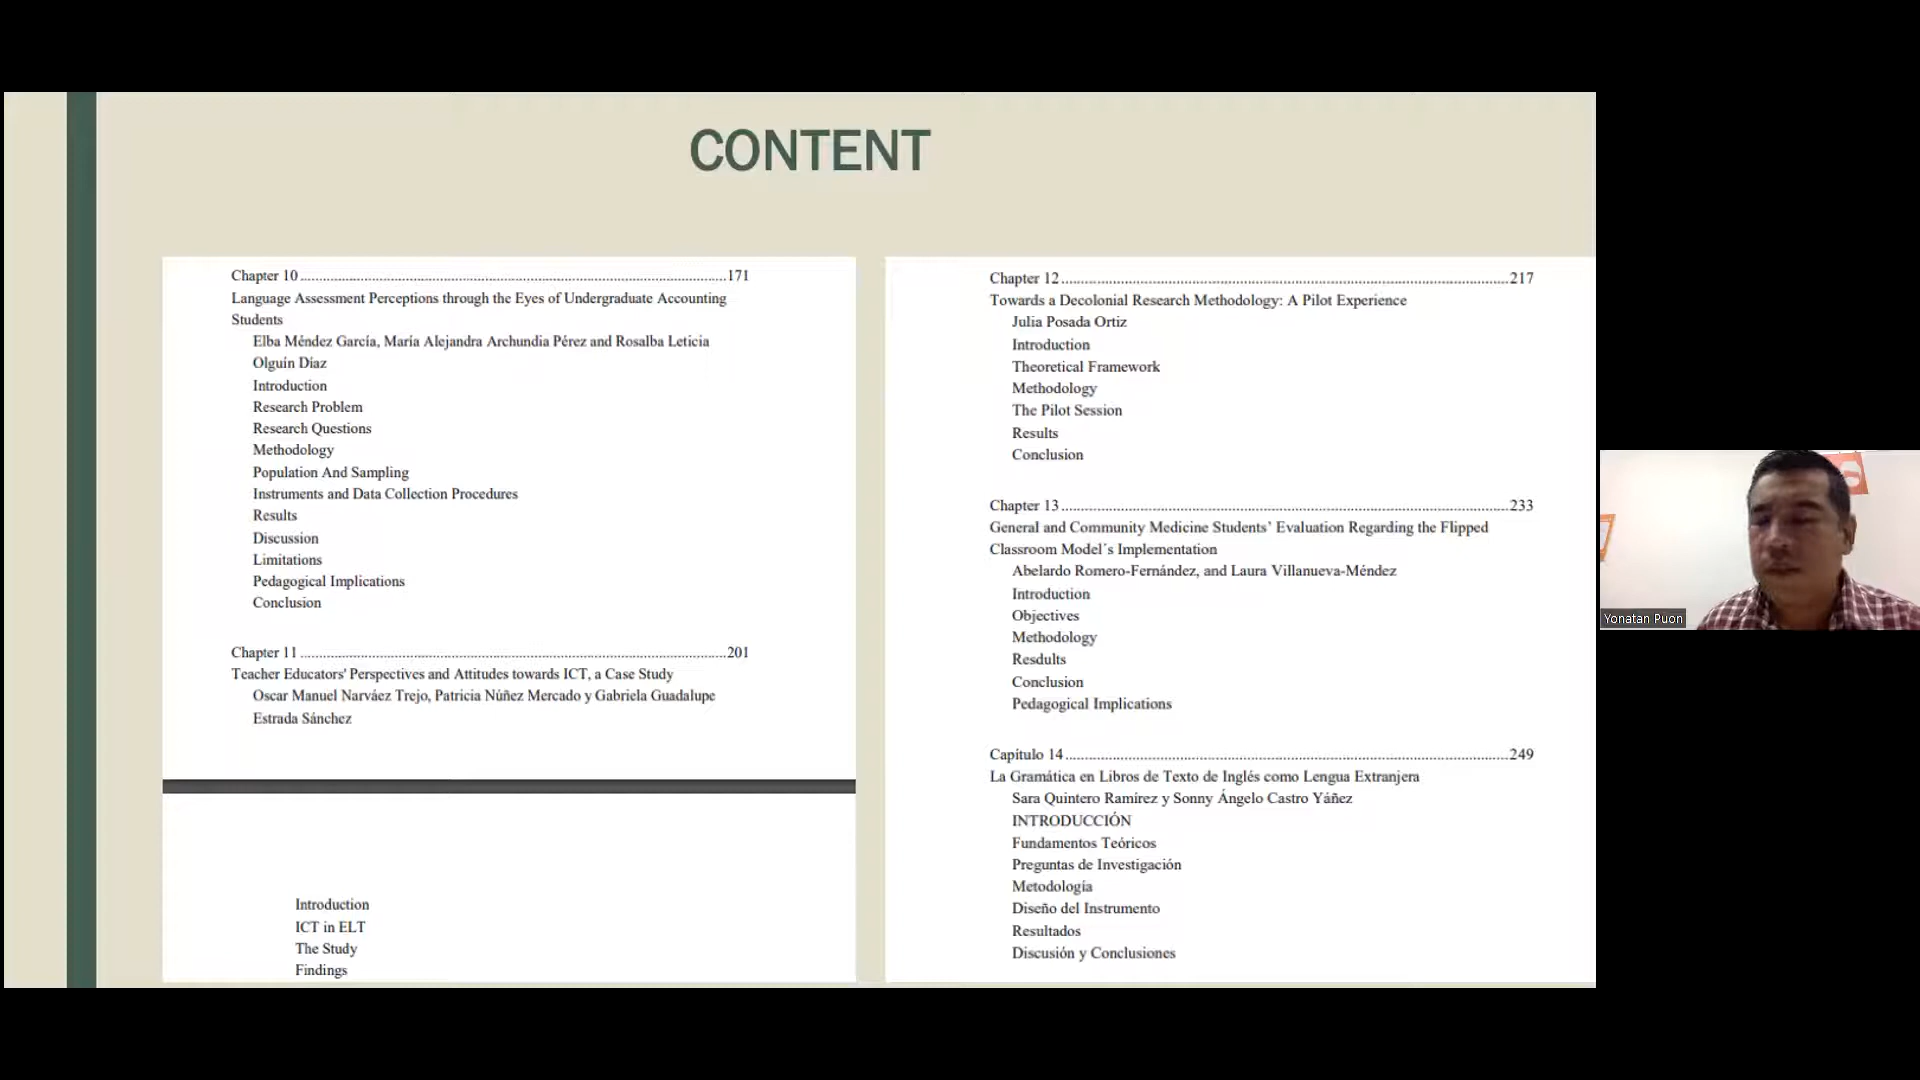 CONTENT
Chapter 10 ........................................................................................................................171
Language Assessment Perceptions through the Eyes of Undergraduate Accounting
Students
Elba Méndez García, María Alejandra Archundia Pérez and Rosalba Leticia
Olguín Díaz
Introduction
Research Problem
Research Questions
Methodology
Population And Sampling
Instruments and Data Collection Procedures
Results
Discussion
Limitations
Pedagogical Implications
Conclusion
Chapter 11 ........................................................................................................................201
Teacher Educators' Perspectives and Attitudes towards ICT, a Case Study
Oscar Manuel Narváez Trejo, Patricia Núñez Mercado y Gabriela Guadalupe
Estrada Sánchez
Introduction
ICT in ELT
The Study
Findings
Chapter 12 ........................................................................................................................217
Towards a Decolonial Research Methodology: A Pilot Experience
Julia Posada Ortiz
Introduction
Theoretical Framework
Methodology
The Pilot Session
Results
Conclusion
Chapter 13 ........................................................................................................................233
General and Community Medicine Students’ Evaluation Regarding the Flipped
Classroom Model´s Implementation
Abelardo Romero-Fernández, and Laura Villanueva-Méndez
Introduction
Objectives
Methodology
Resdults
Conclusion
Pedagogical Implications
Capítulo 14 ........................................................................................................................249
La Gramática en Libros de Texto de Inglés como Lengua Extranjera
Sara Quintero Ramírez y Sonny Ángelo Castro Yáñez
INTRODUCCIÓN
Fundamentos Teóricos
Preguntas de Investigación
Metodología
Diseño del Instrumento
Resultados
Discusión y Conclusiones
Yonatan Puon